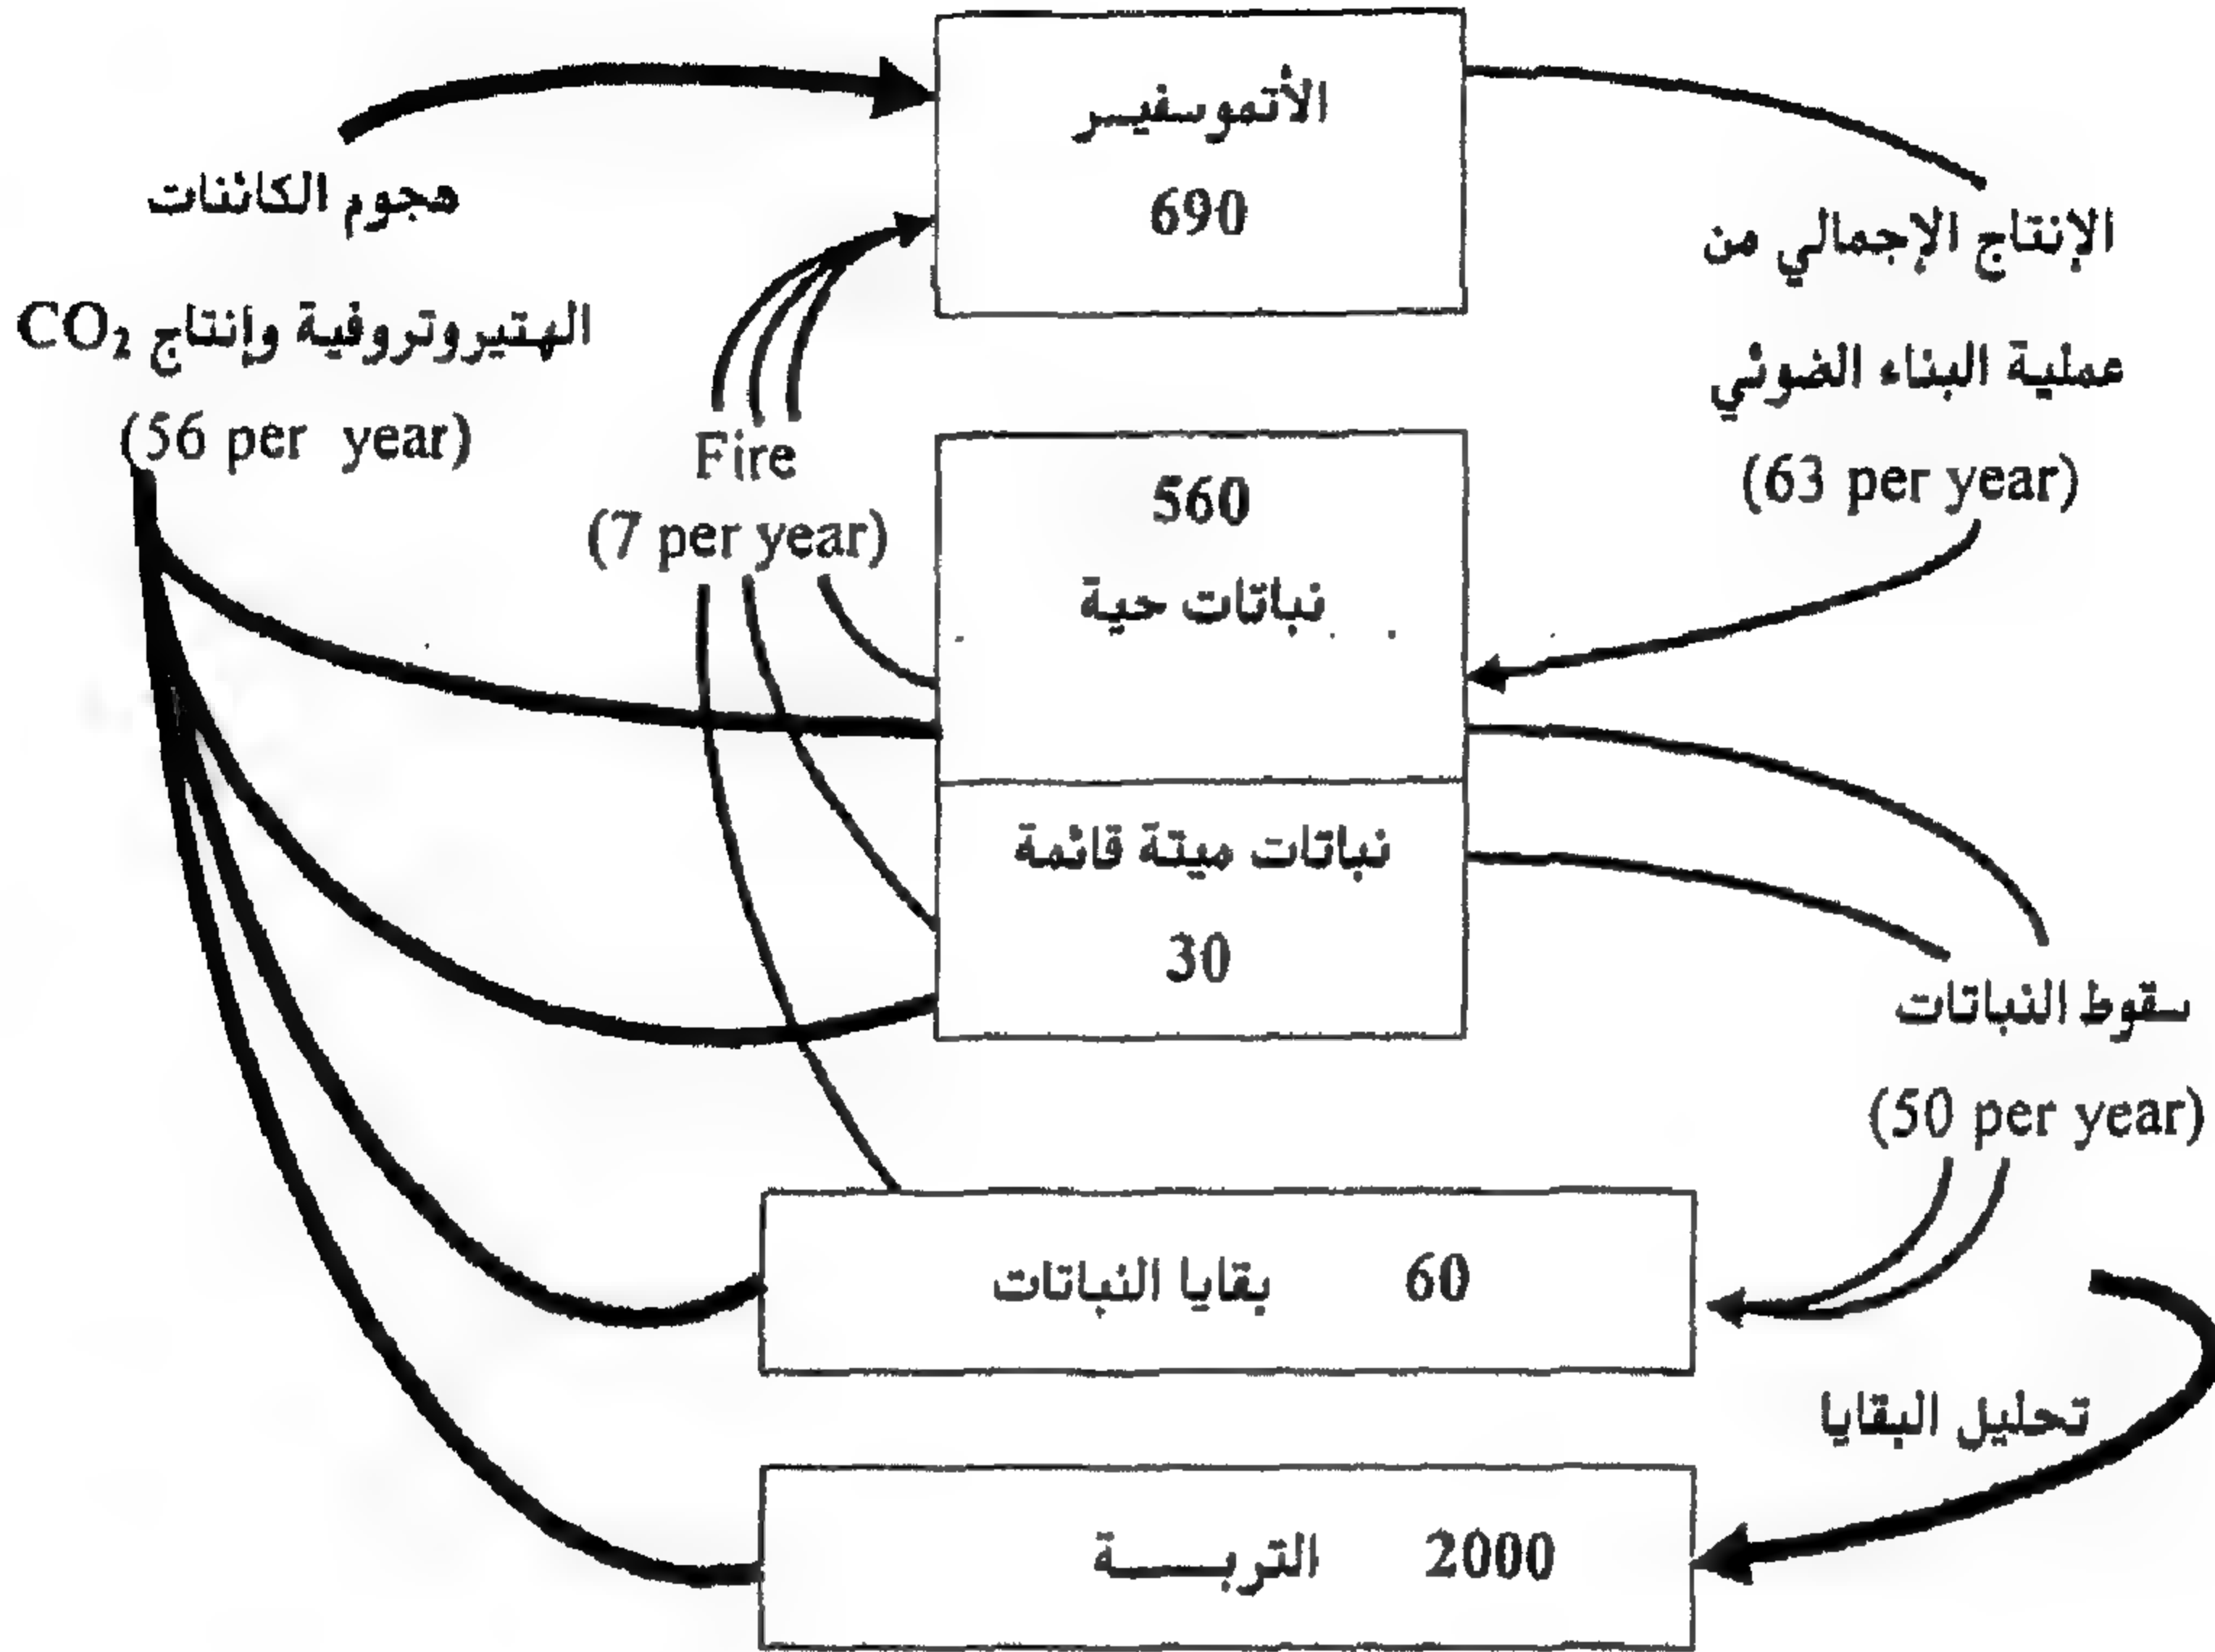 الأتموسفيـر
690
هجوم الكائنات
الهتيروتروفية وإنتاج CO₂
(56 per year)
Fire
(7 per year)
الإنتاج الإجمالي من
عملية البناء الضوئي
(63 per year)
560
نباتات حية
نباتات ميتة قائمة
30
سقوط النباتات
(50 per year)
بقايا النباتات 60
تحليل البقايا
التربـــة 2000